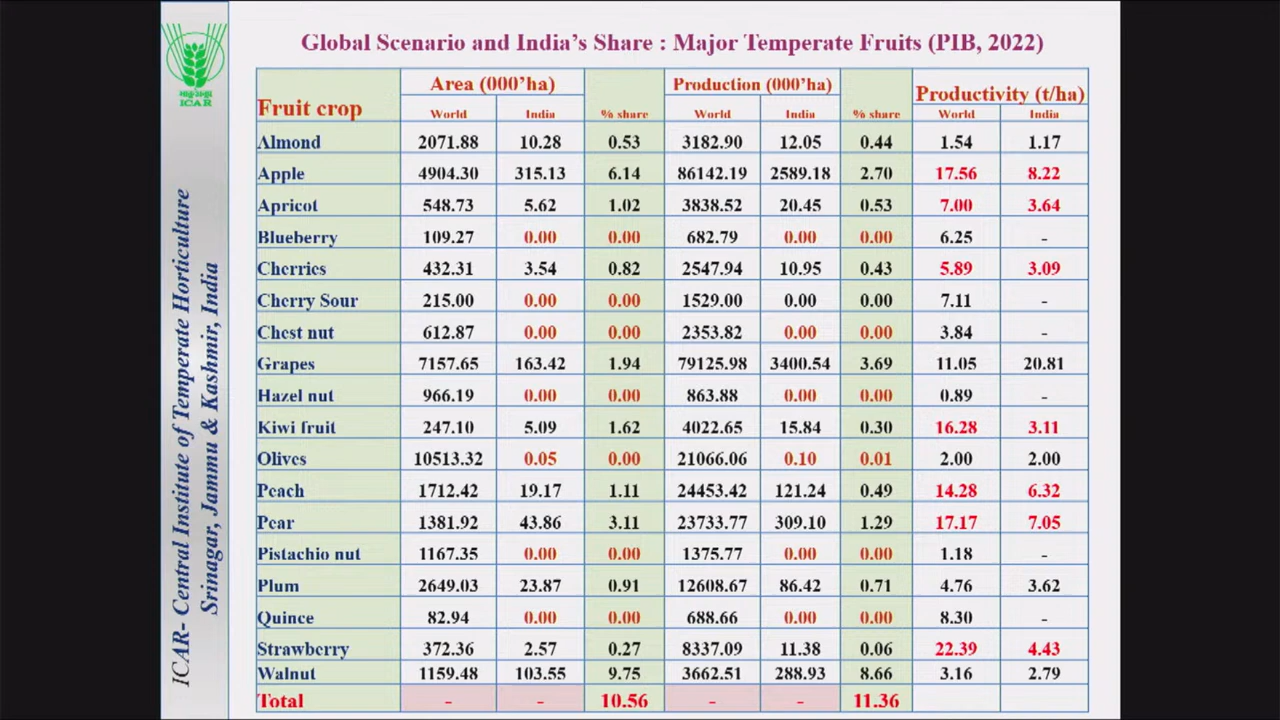 Global Scenario and India's Share : Major Temperate Fruits (PIB, 2022)
ICAR
ICAR- Central Institute of Temperate Horticulture
Srinagar, Jammu & Kashmir, India
Fruit crop Area (000'ha) % share Production (000'ha) % share Productivity (t/ha)
World India World India World India
Almond 2071.88 10.28 0.53 3182.90 12.05 0.44 1.54 1.17
Apple 4904.30 315.13 6.14 86142.19 2589.18 2.70 17.56 8.22
Apricot 548.73 5.62 1.02 3838.52 20.45 0.53 7.00 3.64
Blueberry 109.27 0.00 0.00 682.79 0.00 0.00 6.25 -
Cherries 432.31 3.54 0.82 2547.94 10.95 0.43 5.89 3.09
Cherry Sour 215.00 0.00 0.00 1529.00 0.00 0.00 7.11 -
Chest nut 612.87 0.00 0.00 2353.82 0.00 0.00 3.84 -
Grapes 7157.65 163.42 1.94 79125.98 3400.54 3.69 11.05 20.81
Hazel nut 966.19 0.00 0.00 863.88 0.00 0.00 0.89 -
Kiwi fruit 247.10 5.09 1.62 4022.65 15.84 0.30 16.28 3.11
Olives 10513.32 0.05 0.00 21066.06 0.10 0.01 2.00 2.00
Peach 1712.42 19.17 1.11 24453.42 121.24 0.49 14.28 6.32
Pear 1381.92 43.86 3.11 23733.77 309.10 1.29 17.17 7.05
Pistachio nut 1167.35 0.00 0.00 1375.77 0.00 0.00 1.18 -
Plum 2649.03 23.87 0.91 12608.67 86.42 0.71 4.76 3.62
Quince 82.94 0.00 0.00 688.66 0.00 0.00 8.30 -
Strawberry 372.36 2.57 0.27 8337.09 11.38 0.06 22.39 4.43
Walnut 1159.48 103.55 9.75 3662.51 288.93 8.66 3.16 2.79
Total - - 10.56 - - 11.36